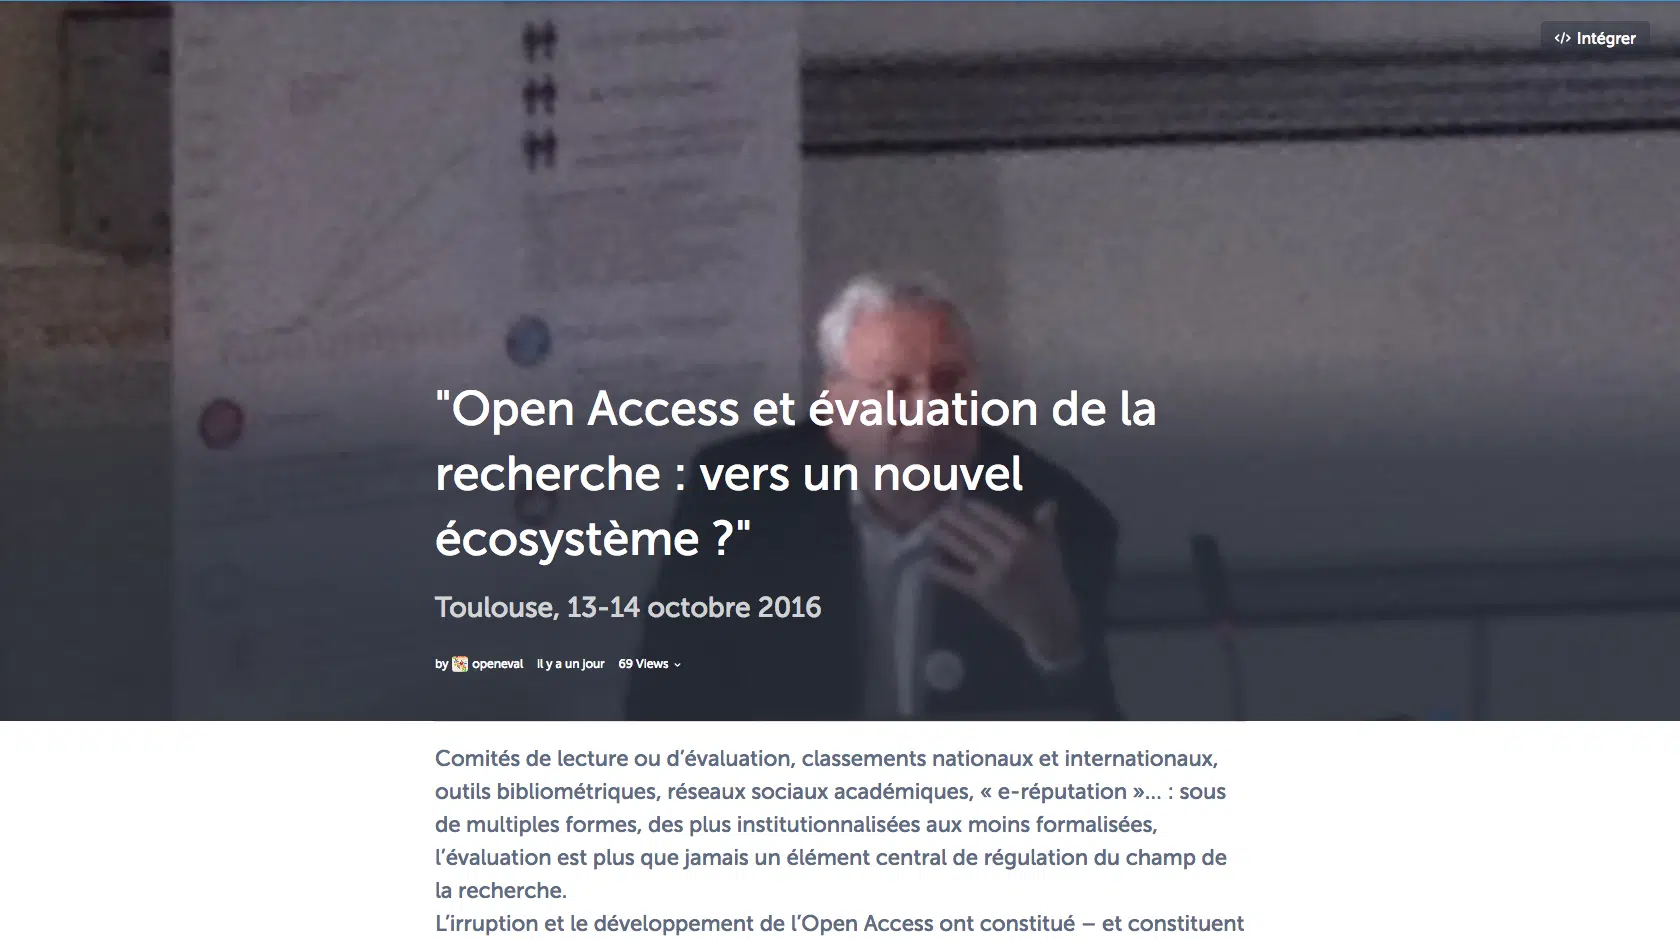 </> Intégrer
"Open Access et évaluation de la
recherche : vers un nouvel
écosystème ?"
Toulouse, 13-14 octobre 2016
by openeval Il y a un jour 69 Views
Comités de lecture ou d’évaluation, classements nationaux et internationaux,
outils bibliométriques, réseaux sociaux académiques, « e-réputation »... : sous
de multiples formes, des plus institutionnalisées aux moins formalisées,
l’évaluation est plus que jamais un élément central de régulation du champ de
la recherche.
L’irruption et le développement de l’Open Access ont constitué – et constituent